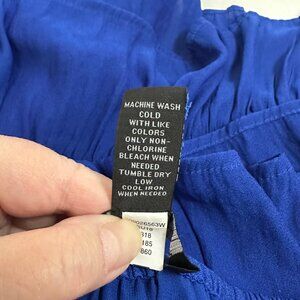 MACHINE WASH
COLD
WITH LIKE
COLORS
ONLY NON-
CHLORINE
BLEACH WHEN
NEEDED
TUMBLE DRY
LOW
COOL IRON
WHEN NEEDED